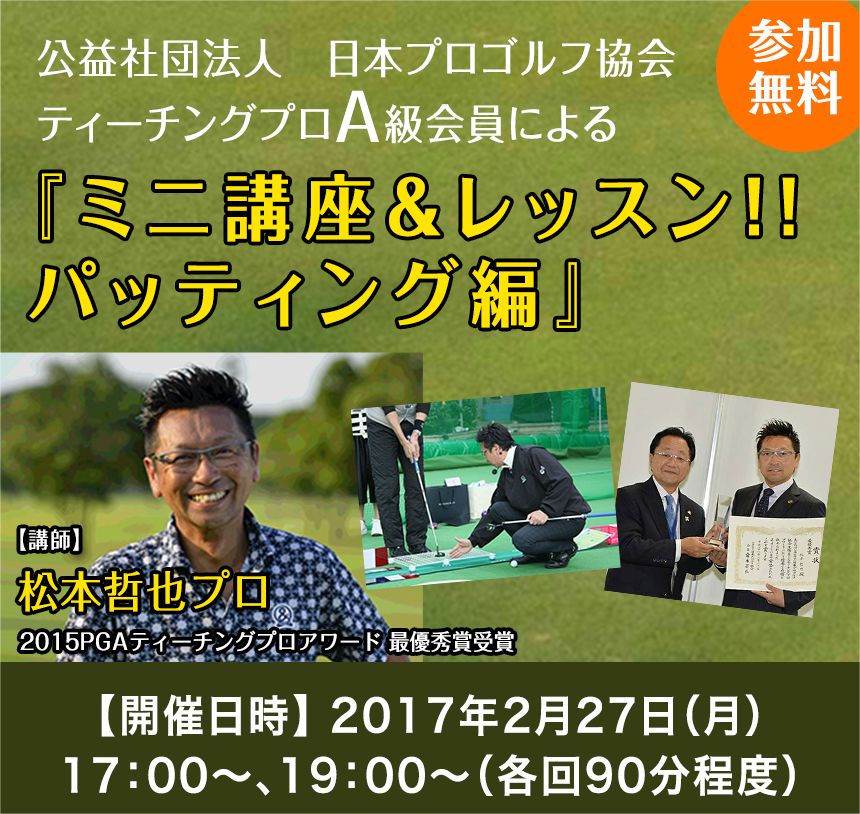 公益社団法人　日本プロゴルフ協会
参加
無料
ティーチングプロA級会員による
『ミニ講座&レッスン!!
パッティング編』
【講師】
松本哲也プロ
2015PGAティーチングプロアワード 最優秀賞受賞
賞状
【開催日時】2017年2月27日(月)
17：00〜、19：00〜(各回90分程度)